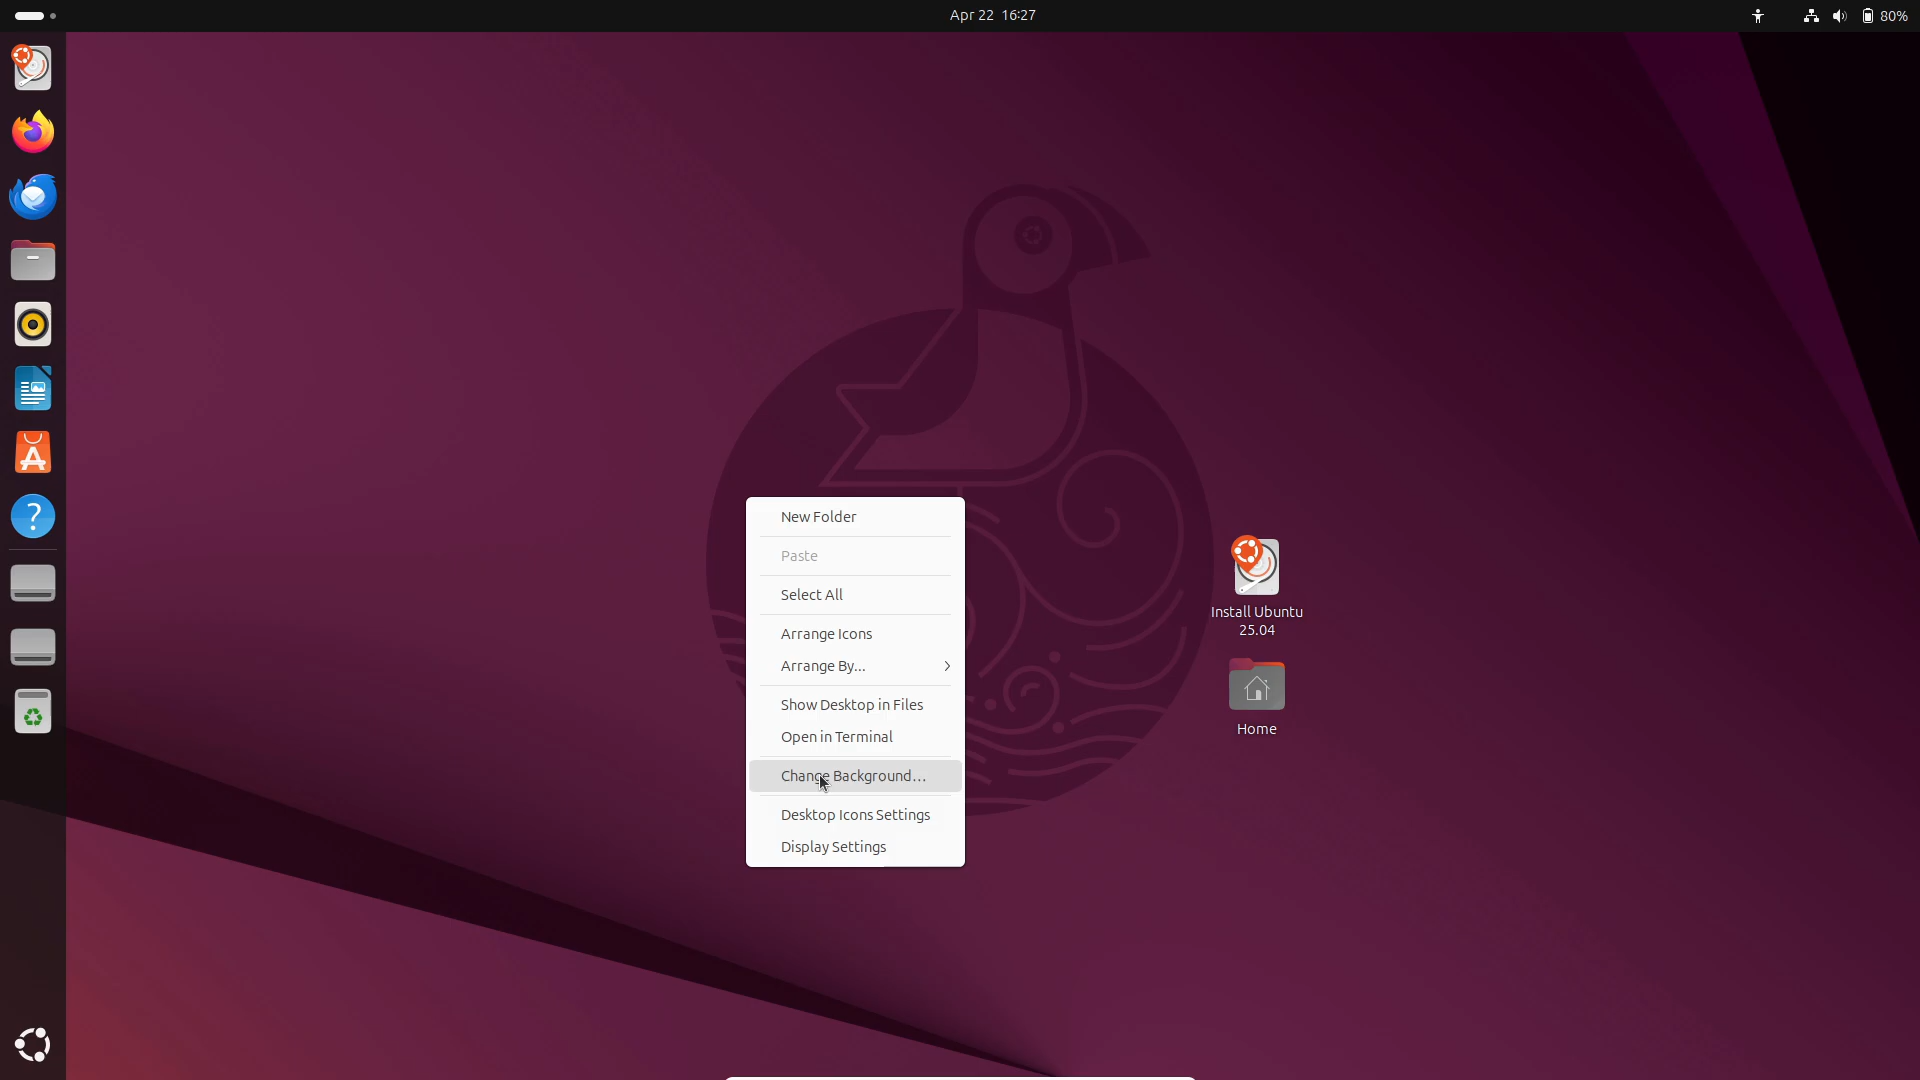 Apr 22 16:27
80%
New Folder
Paste
Select All
Arrange Icons
Arrange By...
Show Desktop in Files
Open in Terminal
Change Background…
Desktop Icons Settings
Display Settings
Install Ubuntu
25.04
Home